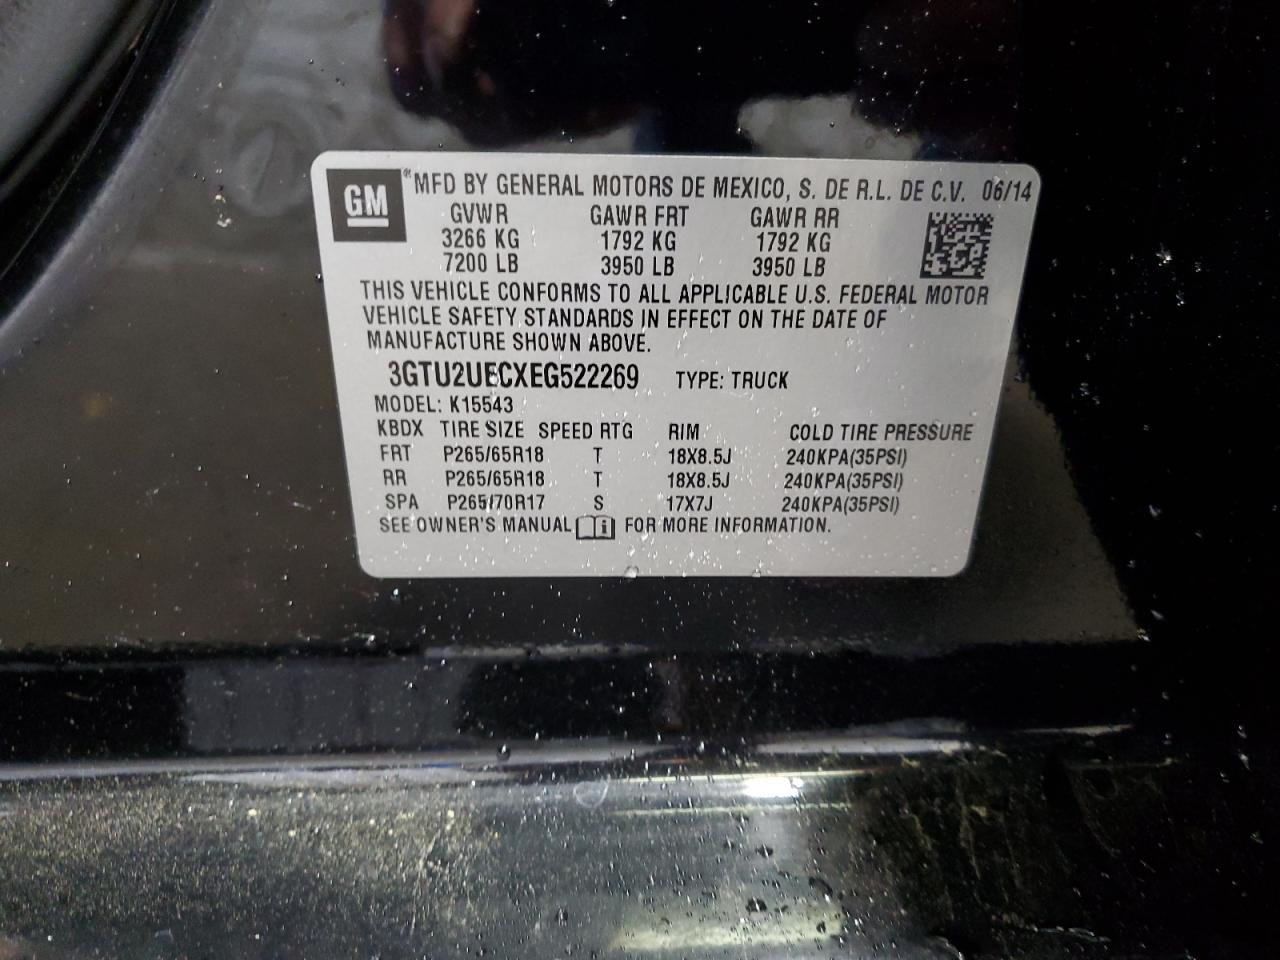 GM ® MFD BY GENERAL MOTORS DE MEXICO, S. DE R.L. DE C.V. 06/14
GVWR GAWR FRT GAWR RR
3266 KG 1792 KG 1792 KG
7200 LB 3950 LB 3950 LB
THIS VEHICLE CONFORMS TO ALL APPLICABLE U.S. FEDERAL MOTOR
VEHICLE SAFETY STANDARDS IN EFFECT ON THE DATE OF
MANUFACTURE SHOWN ABOVE.
3GTU2UECXEG522269 TYPE: TRUCK
MODEL: K15543
KBDX TIRE SIZE SPEED RTG RIM COLD TIRE PRESSURE
FRT P265/65R18 T 18X8.5J 240KPA(35PSI)
RR P265/65R18 T 18X8.5J 240KPA(35PSI)
SPA P265/70R17 S 17X7J 240KPA(35PSI)
SEE OWNER'S MANUAL i FOR MORE INFORMATION.